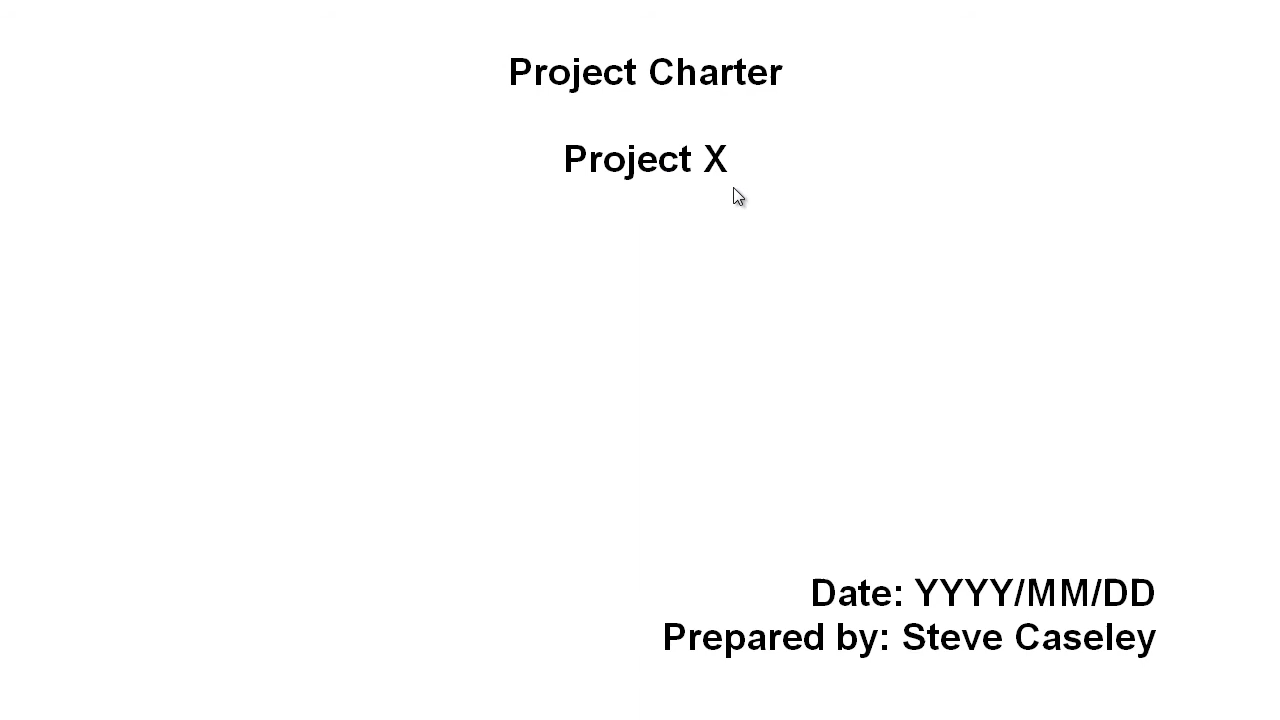 Project Charter
Project X
Date: YYYY/MM/DD
Prepared by: Steve Caseley